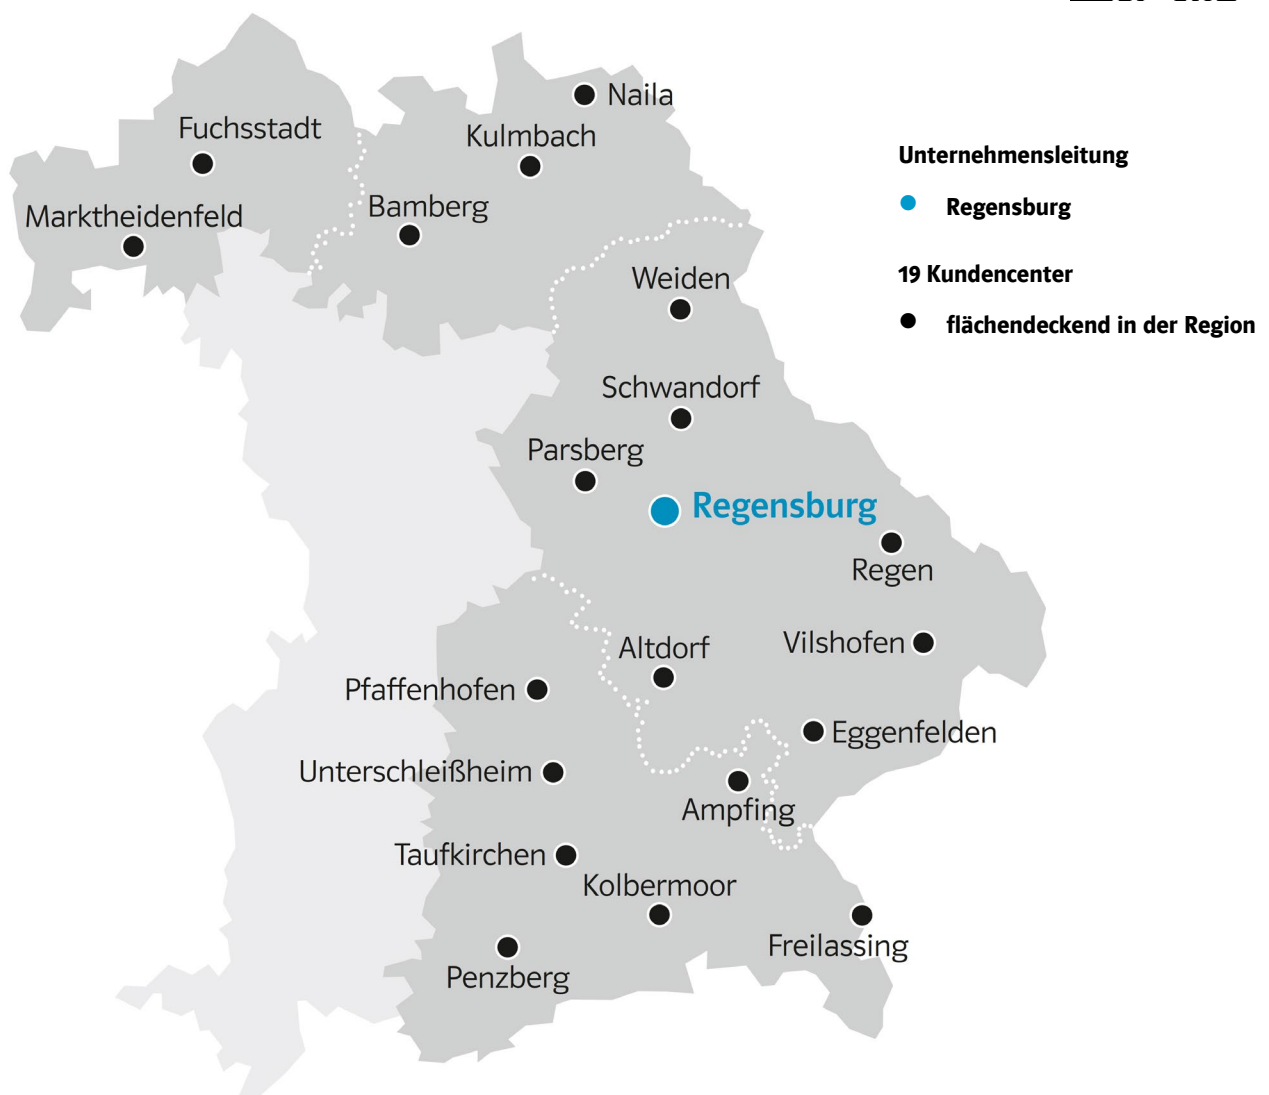 Naila
Fuchsstadt
Kulmbach
Marktheidenfeld
Bamberg
Weiden
Schwandorf
Parsberg
Regensburg
Regen
Altdorf
Vilshofen
Pfaffenhofen
Eggenfelden
Unterschleißheim
Ampfing
Taufkirchen
Kolbermoor
Freilassing
Penzberg
Unternehmensleitung
Regensburg
19 Kundencenter
flächendeckend in der Region